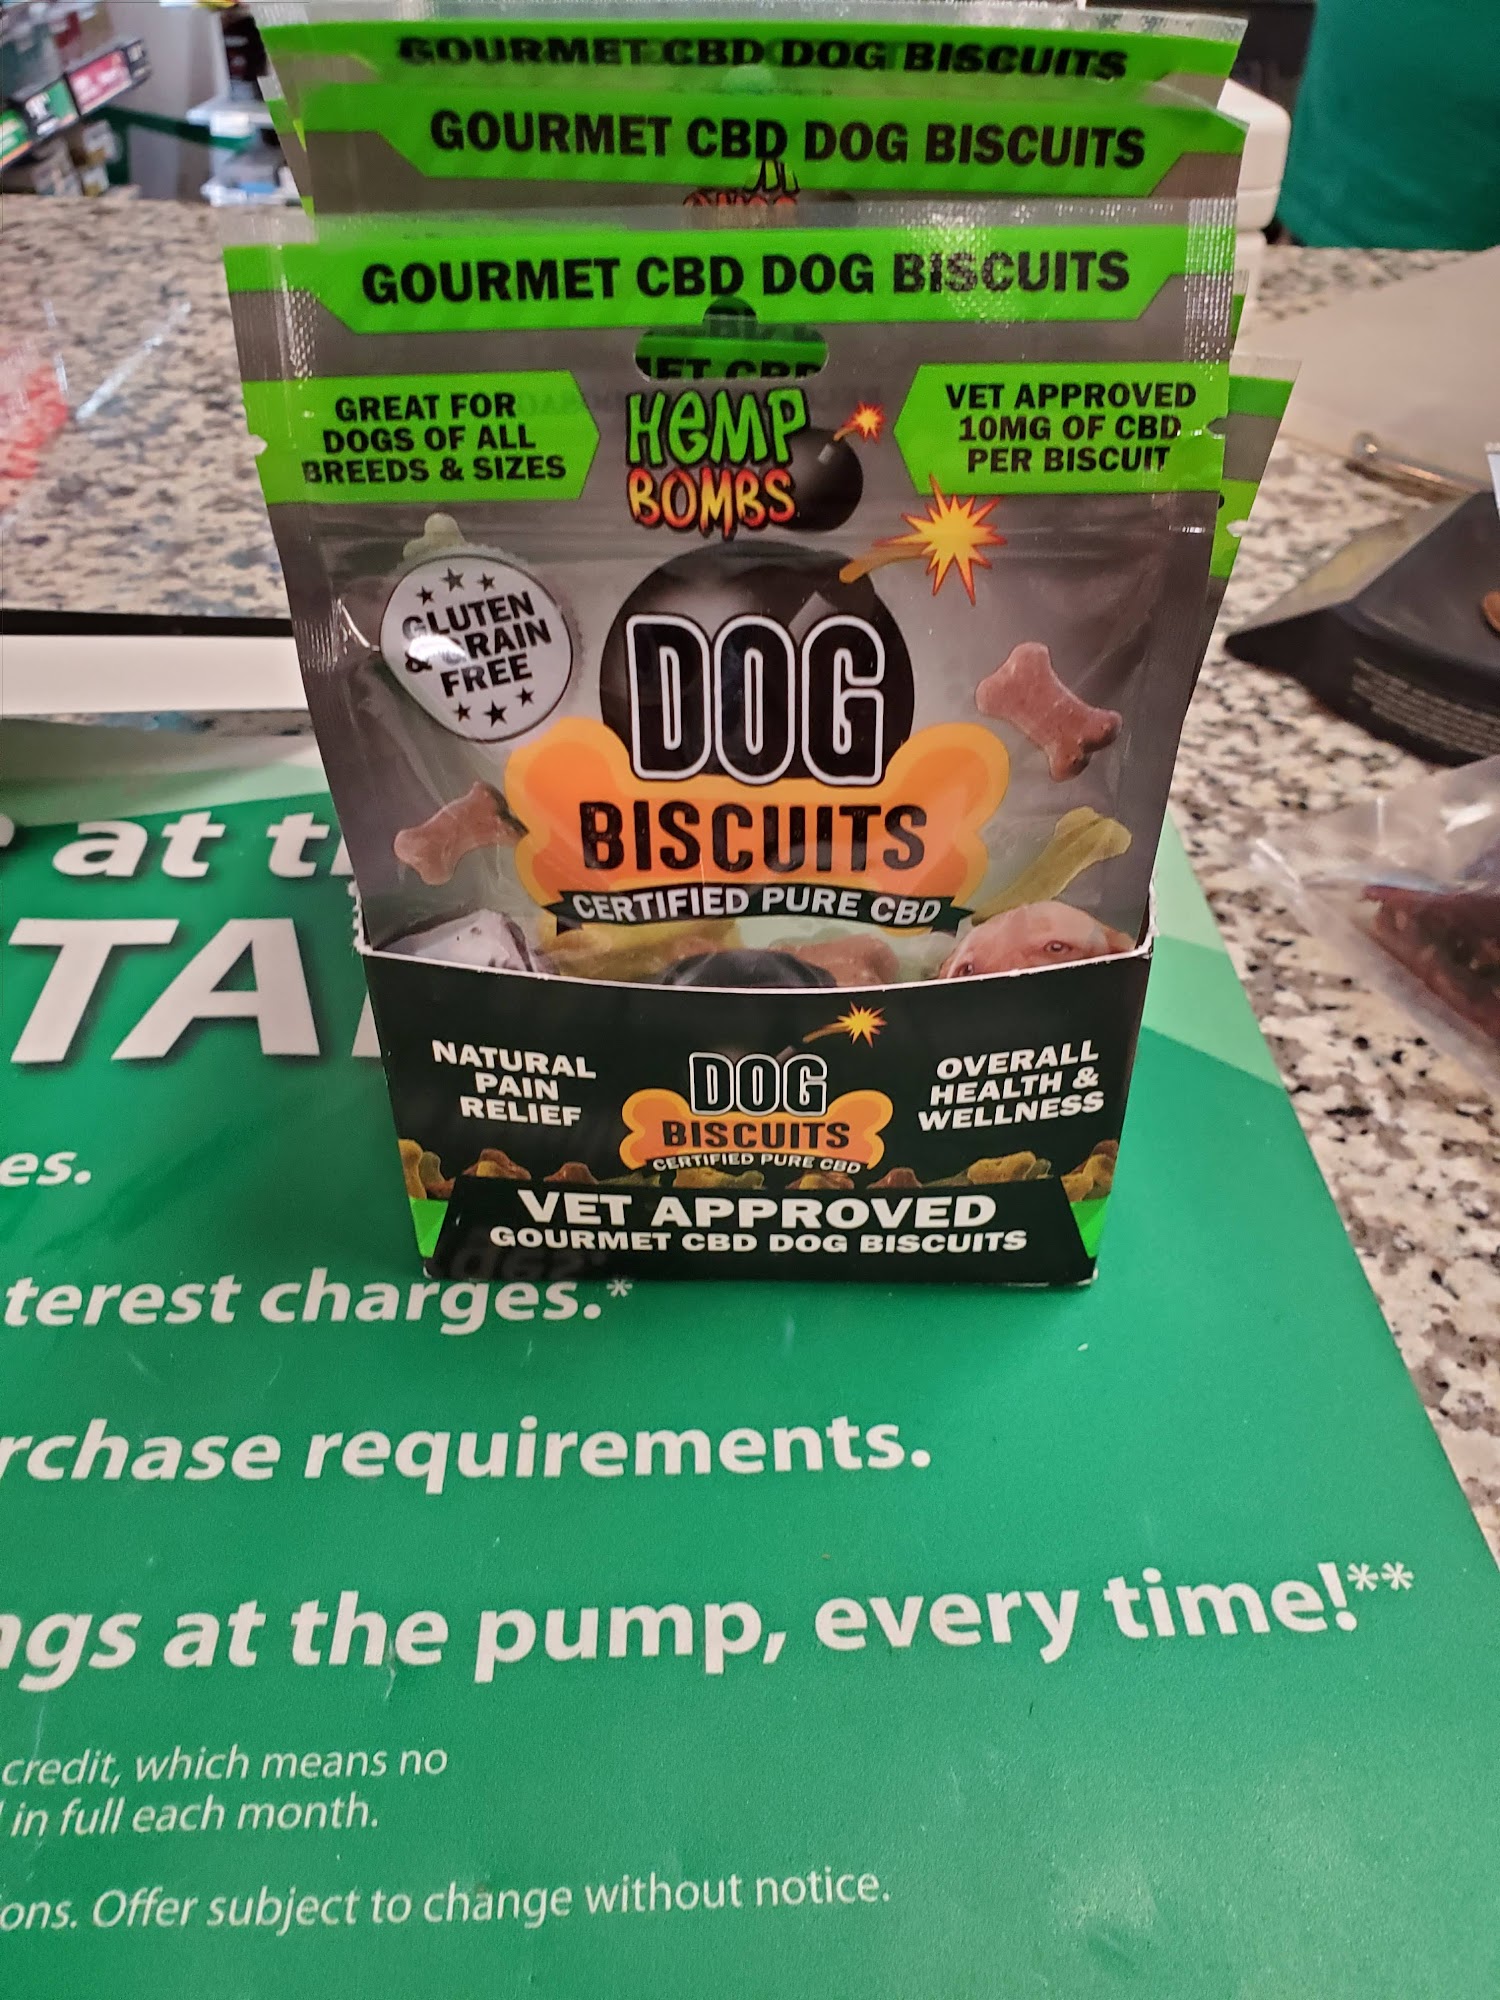 GOURMET CBD DOG BISCUITS
GOURMET CBD DOG BISCUITS
GOURMET CBD DOG BISCUITS
GREAT FOR
DOGS OF ALL
BREEDS & SIZES
HEMP
BOMBS
VET APPROVED
10MG OF CBD
PER BISCUIT
GLUTEN
& GRAIN
FREE
DOG
BISCUITS
CERTIFIED PURE CBD
NATURAL
PAIN
RELIEF
DOG
BISCUITS
CERTIFIED PURE CBD
OVERALL
HEALTH &
WELLNESS
VET APPROVED
GOURMET CBD DOG BISCUITS
at
TA
es.
terest charges.*
rchase requirements.
ngs at the pump, every time!**
credit, which means no
in full each month.
ons. Offer subject to change without notice.